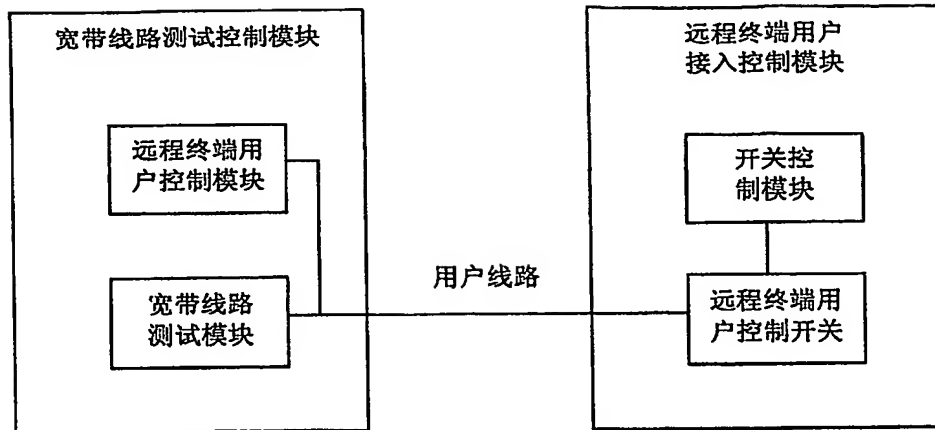 宽带线路测试控制模块
远程终端用
户控制模块
宽带线路
测试模块
用户线路
远程终端用户
接入控制模块
开关控
制模块
远程终端用
户控制开关